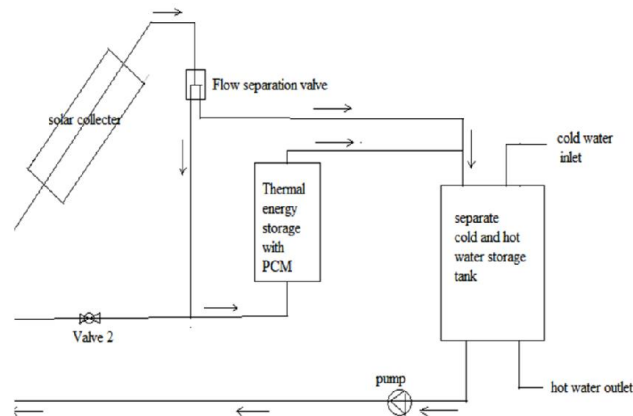 Flow separation valve
solar collecter
cold water
inlet
Thermal
energy
storage
with
PCM
separate
cold and hot
water storage
tank
Valve 2
pump
hot water outlet